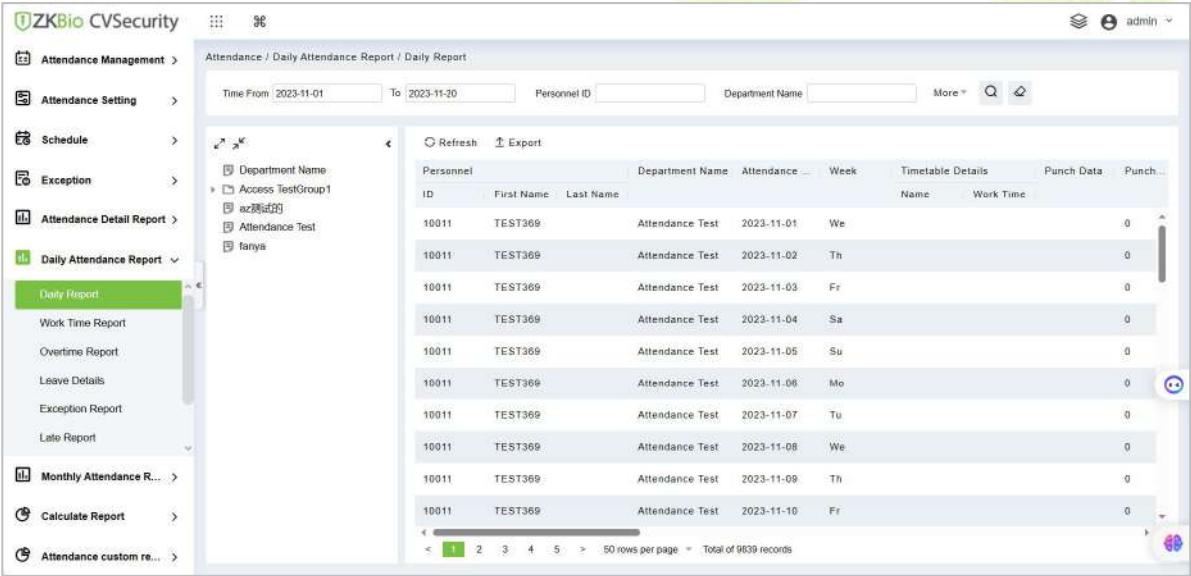 ZKBio CVSecurity
admin
Attendance Management
Attendance Setting
Schedule
Exception
Attendance Detail Report
Daily Attendance Report
Daily Report
Work Time Report
Overtime Report
Leave Details
Exception Report
Late Report
Monthly Attendance R...
Calculate Report
Attendance custom re...
Attendance / Daily Attendance Report / Daily Report
Time From 2023-11-01 To 2023-11-20 Personnel ID Department Name More
Department Name
Access TestGroup1
az测试的
Attendance Test
fanya
Refresh Export
Personnel Department Name Attendance ... Week Timetable Details Punch Data Punch...
ID First Name Last Name Name Work Time
10011 TEST369 Attendance Test 2023-11-01 We 0
10011 TEST369 Attendance Test 2023-11-02 Th 0
10011 TEST369 Attendance Test 2023-11-03 Fr 0
10011 TEST369 Attendance Test 2023-11-04 Sa 0
10011 TEST369 Attendance Test 2023-11-05 Su 0
10011 TEST369 Attendance Test 2023-11-06 Mo 0
10011 TEST369 Attendance Test 2023-11-07 Tu 0
10011 TEST369 Attendance Test 2023-11-08 We 0
10011 TEST369 Attendance Test 2023-11-09 Th 0
10011 TEST369 Attendance Test 2023-11-10 Fr 0
< 1 2 3 4 5 > 50 rows per page Total of 9839 records